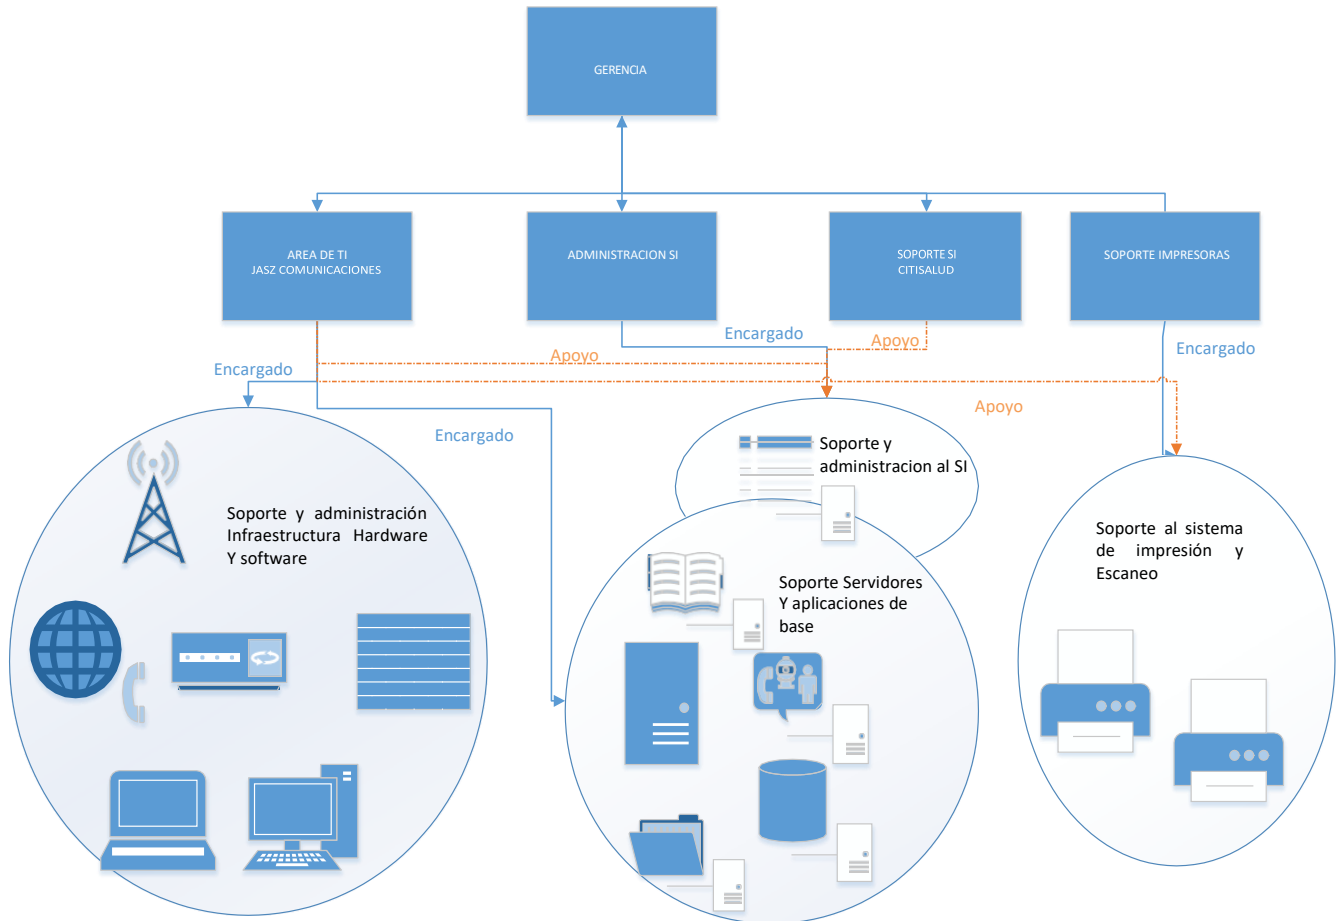 GERENCIA
AREA DE TI
JASZ COMUNICACIONES
ADMINISTRACION SI
SOPORTE SI
CITISALUD
SOPORTE IMPRESORAS
Encargado
Apoyo
Encargado
Apoyo
Encargado
Apoyo
Encargado
Soporte y administración
Infraestructura Hardware
Y software
Soporte y
administracion al SI
Soporte Servidores
Y aplicaciones de
base
Soporte al sistema
de impresión y
Escaneo